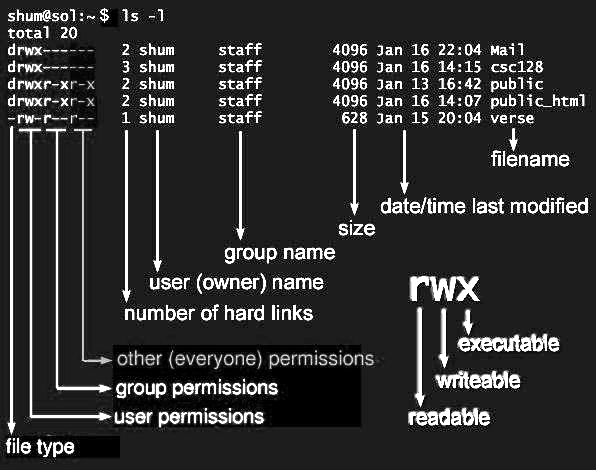 shum@sol:~$ ls -l
total 20
drwx------ 2 shum staff 4096 Jan 16 22:04 Mail
drwx------ 3 shum staff 4096 Jan 16 14:15 csc128
drwxr-xr-x 2 shum staff 4096 Jan 13 16:42 public
drwxr-xr-x 2 shum staff 4096 Jan 16 14:07 public_html
-rw-r--r-- 1 shum staff 628 Jan 15 20:04 verse
filename
date/time last modified
size
group name
user (owner) name
number of hard links
rwx
executable
writeable
readable
other (everyone) permissions
group permissions
user permissions
file type